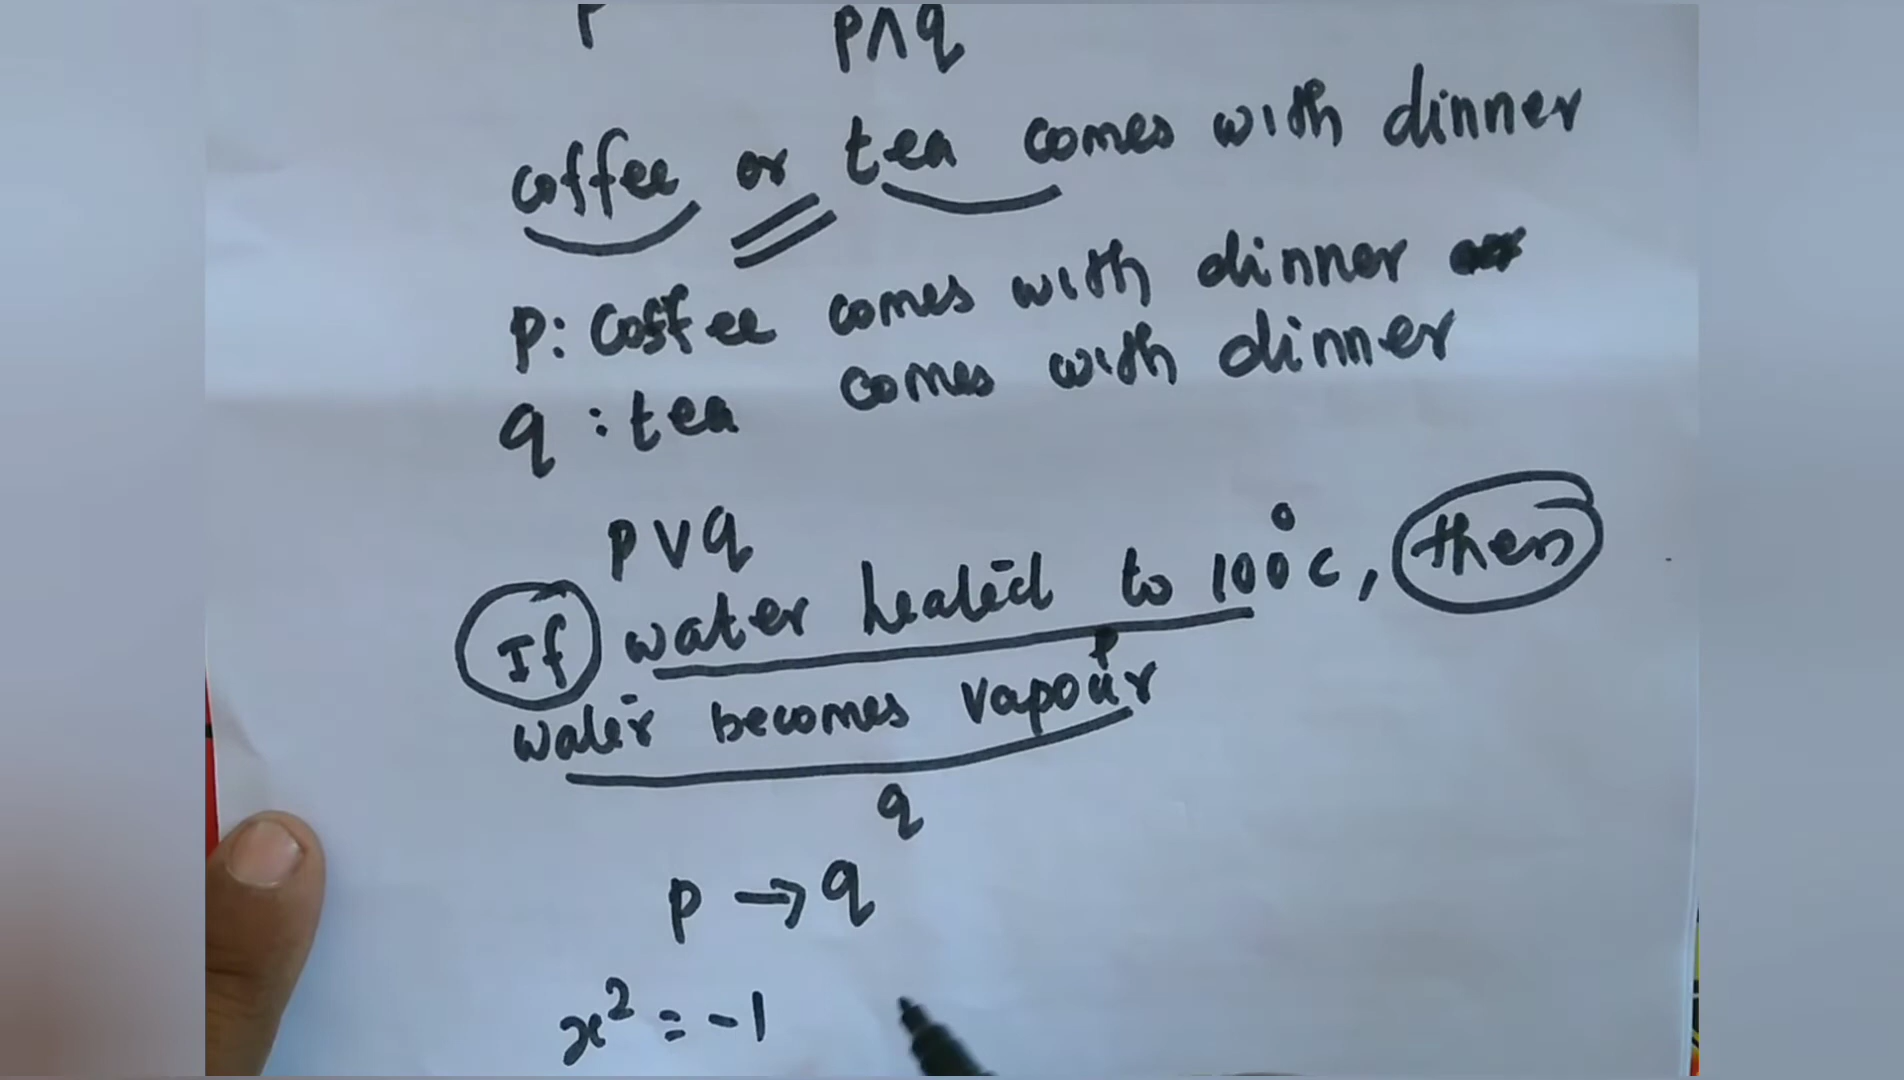 p p∧q
coffee or tea comes with dinner
p: Coffee comes with dinner
q : tea comes with dinner
p∨q
If water heated to 100°c, then
p
water becomes vapour
q
p → q
x² = -1